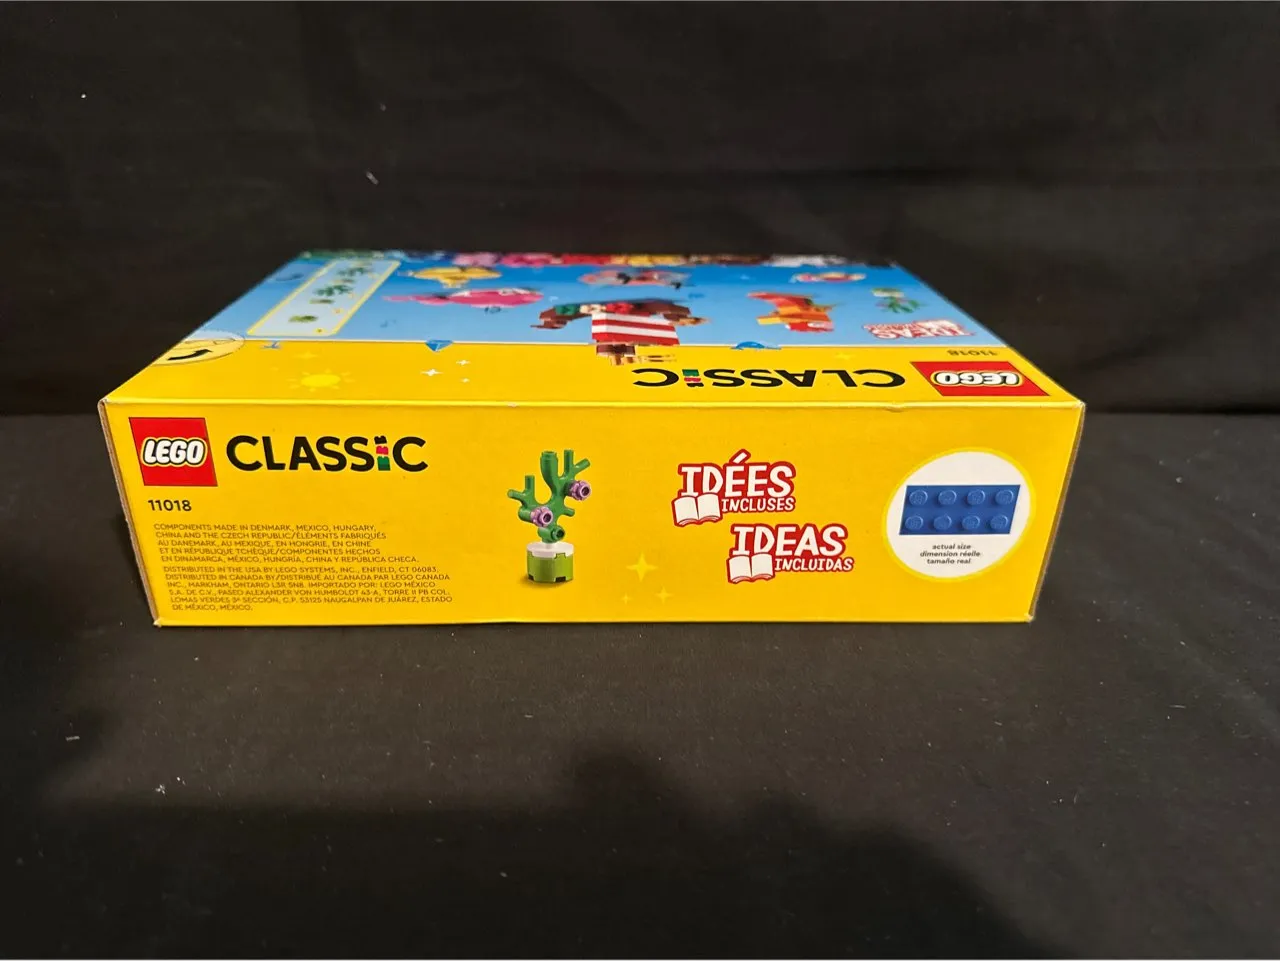 IDEAS
11018
LEGO
CLASSIC
LEGO
CLASSIC
11018
COMPONENTS MADE IN DENMARK, MEXICO, HUNGARY,
CHINA AND THE CZECH REPUBLIC/ÉLÉMENTS FABRIQUÉS
AU DANEMARK, AU MEXIQUE, EN HONGRIE, EN CHINE
ET EN RÉPUBLIQUE TCHÈQUE/COMPONENTES HECHOS
EN DINAMARCA, MÉXICO, HUNGRÍA, CHINA Y REPÚBLICA CHECA.
DISTRIBUTED IN THE USA BY LEGO SYSTEMS, INC., ENFIELD, CT 06083.
DISTRIBUTED IN CANADA BY/DISTRIBUÉ AU CANADA PAR LEGO CANADA
INC., MARKHAM, ONTARIO L3R 5N8. IMPORTADO POR: LEGO MÉXICO
S.A. DE C.V., PASEO ALEXANDER VON HUMBOLDT 43-A, TORRE II PB COL.
LOMAS VERDES 3ª SECCIÓN, C.P. 53125 NAUGALPAN DE JUÁREZ, ESTADO
DE MÉXICO, MÉXICO.
IDÉES
INCLUSES
IDEAS
INCLUIDAS
actual size
dimension réelle
tamaño real